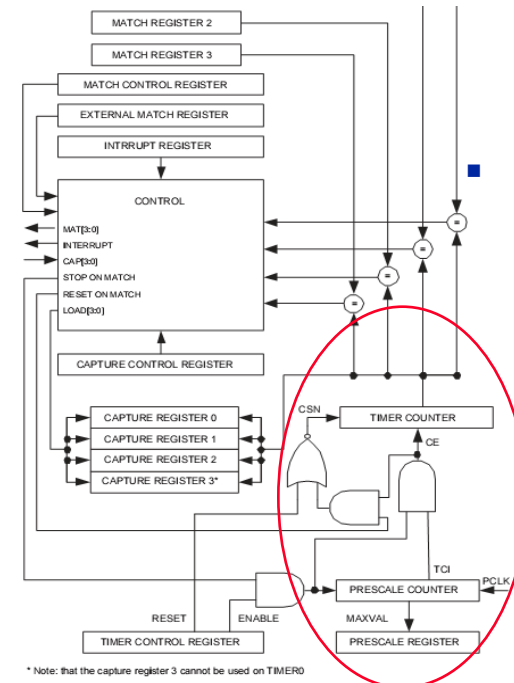 MATCH REGISTER 2
MATCH REGISTER 3
MATCH CONTROL REGISTER
EXTERNAL MATCH REGISTER
INTRRUPT REGISTER
CONTROL
MAT[3:0]
INTERRUPT
CAP[3:0]
STOP ON MATCH
RESET ON MATCH
LOAD[3:0]
=
=
=
=
CAPTURE CONTROL REGISTER
CSN
TIMER COUNTER
CAPTURE REGISTER 0
CAPTURE REGISTER 1
CAPTURE REGISTER 2
CAPTURE REGISTER 3*
CE
TCI
PCLK
PRESCALE COUNTER
RESET
ENABLE
MAXVAL
TIMER CONTROL REGISTER
PRESCALE REGISTER
* Note: that the capture register 3 cannot be used on TIMER0